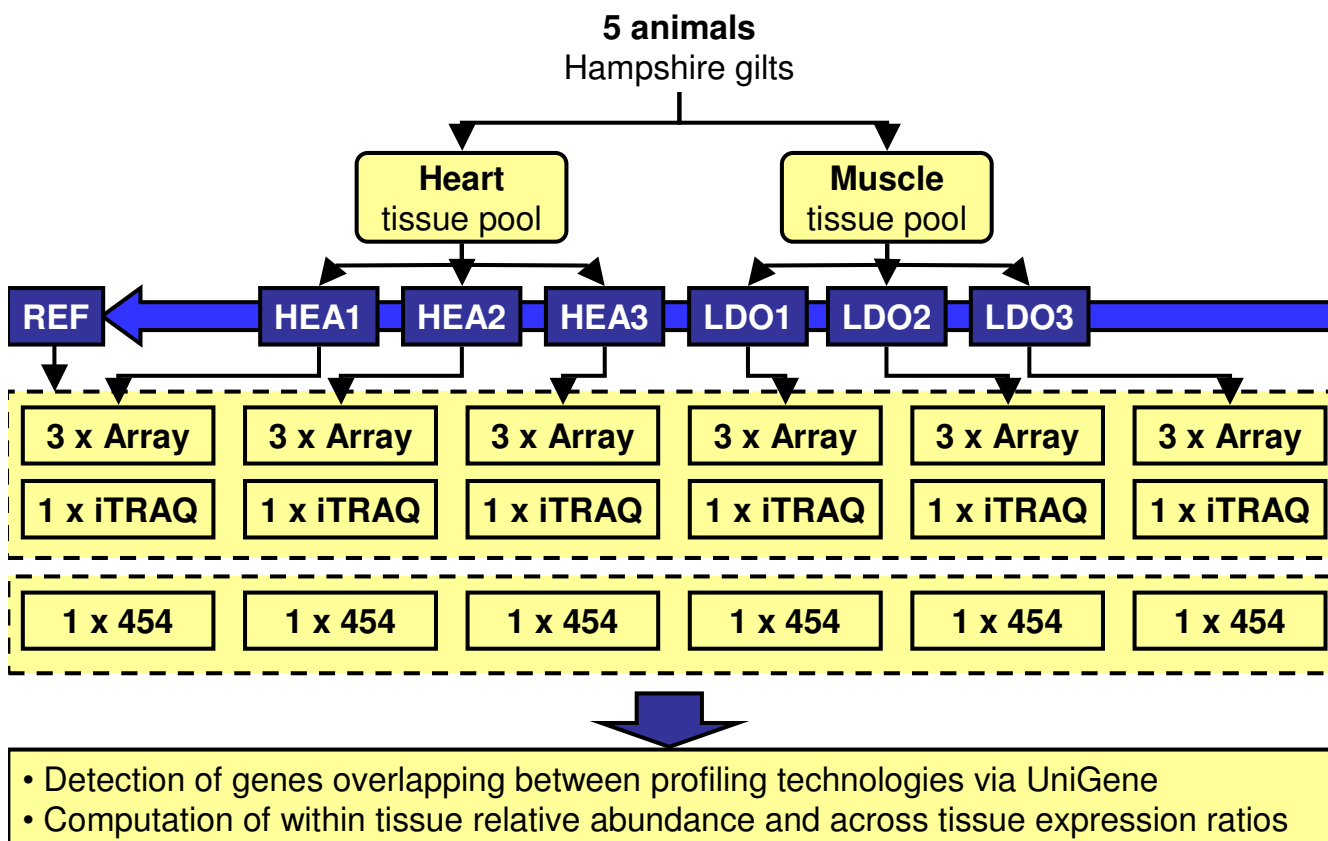 5 animals
Hampshire gilts
Heart
tissue pool
Muscle
tissue pool
REF
HEA1
HEA2
HEA3
LDO1
LDO2
LDO3
3 x Array
3 x Array
3 x Array
3 x Array
3 x Array
3 x Array
1 x iTRAQ
1 x iTRAQ
1 x iTRAQ
1 x iTRAQ
1 x iTRAQ
1 x iTRAQ
1 x 454
1 x 454
1 x 454
1 x 454
1 x 454
1 x 454
• Detection of genes overlapping between profiling technologies via UniGene
• Computation of within tissue relative abundance and across tissue expression ratios